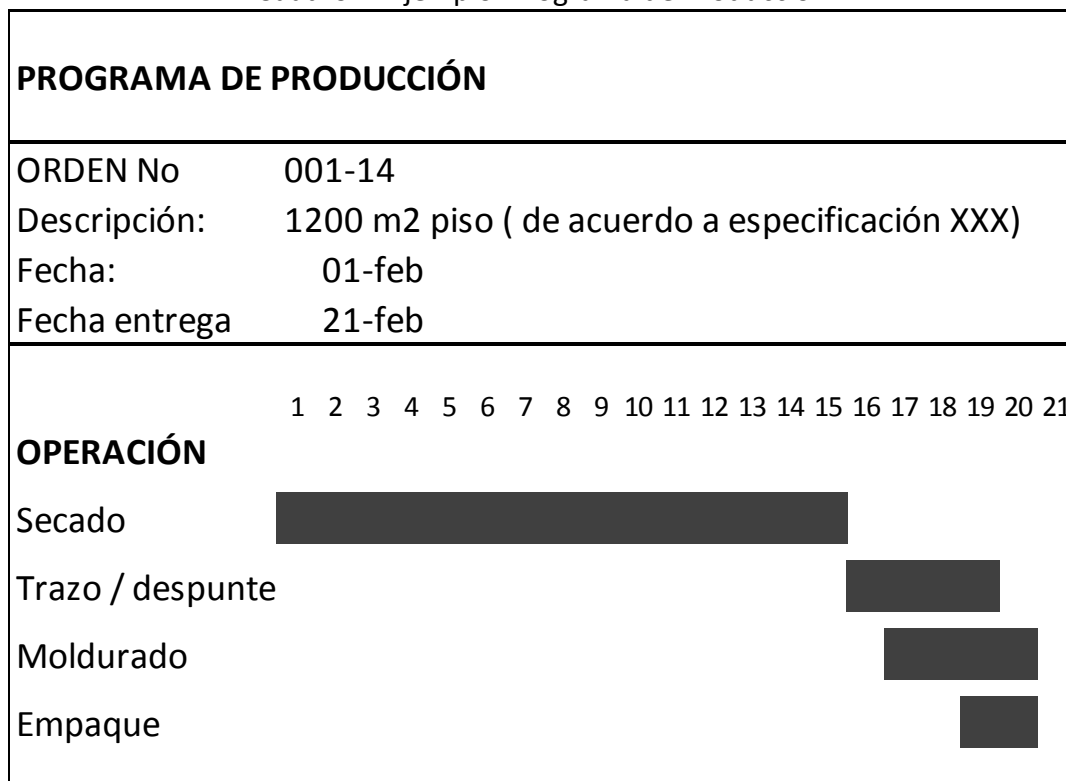 PROGRAMA DE PRODUCCIÓN
ORDEN No 001-14
Descripción: 1200 m2 piso ( de acuerdo a especificación XXX)
Fecha: 01-feb
Fecha entrega 21-feb
1 2 3 4 5 6 7 8 9 10 11 12 13 14 15 16 17 18 19 20 21
OPERACIÓN
Secado
Trazo / despunte
Moldurado
Empaque